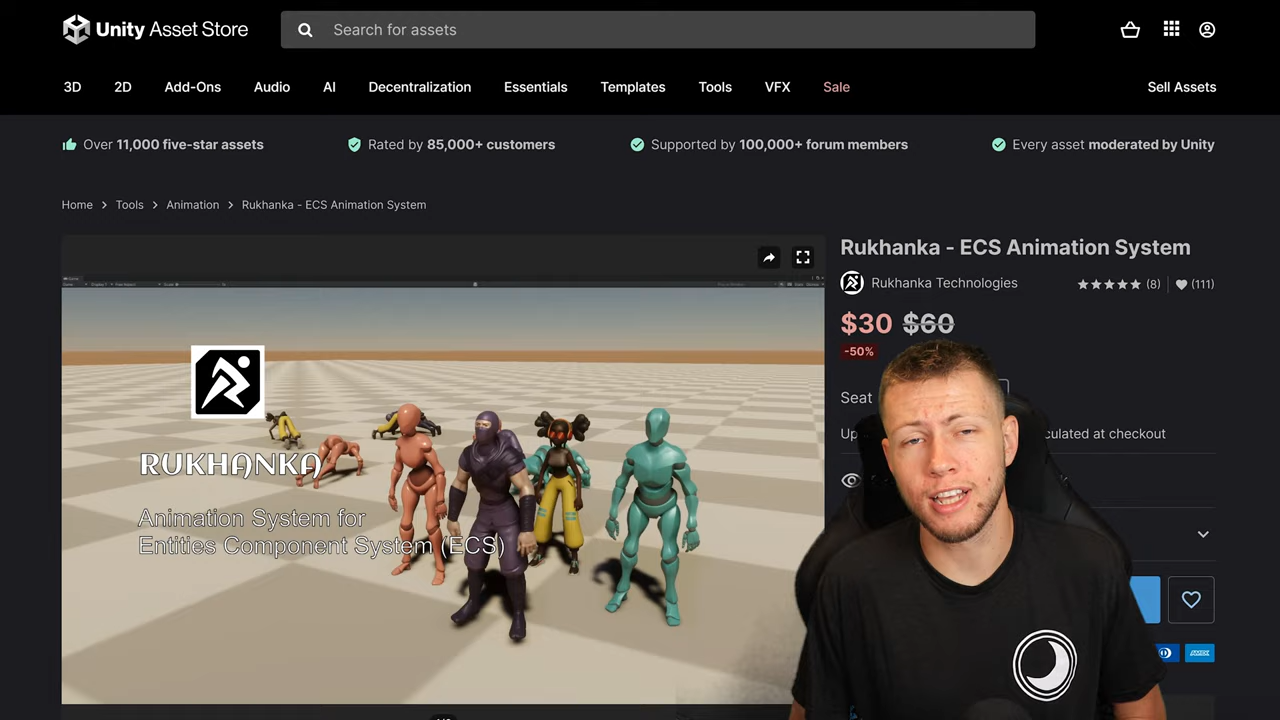 Unity Asset Store
Search for assets
3D 2D Add-Ons Audio AI Decentralization Essentials Templates Tools VFX Sale Sell Assets
Over 11,000 five-star assets Rated by 85,000+ customers Supported by 100,000+ forum members Every asset moderated by Unity
Home > Tools > Animation > Rukhanka - ECS Animation System
Rukhanka - ECS Animation System
Rukhanka Technologies (8) (111)
$30 $60
-50%
Seat
culated at checkout
RUKHANKA
Animation System for
Entities Component System (ECS)